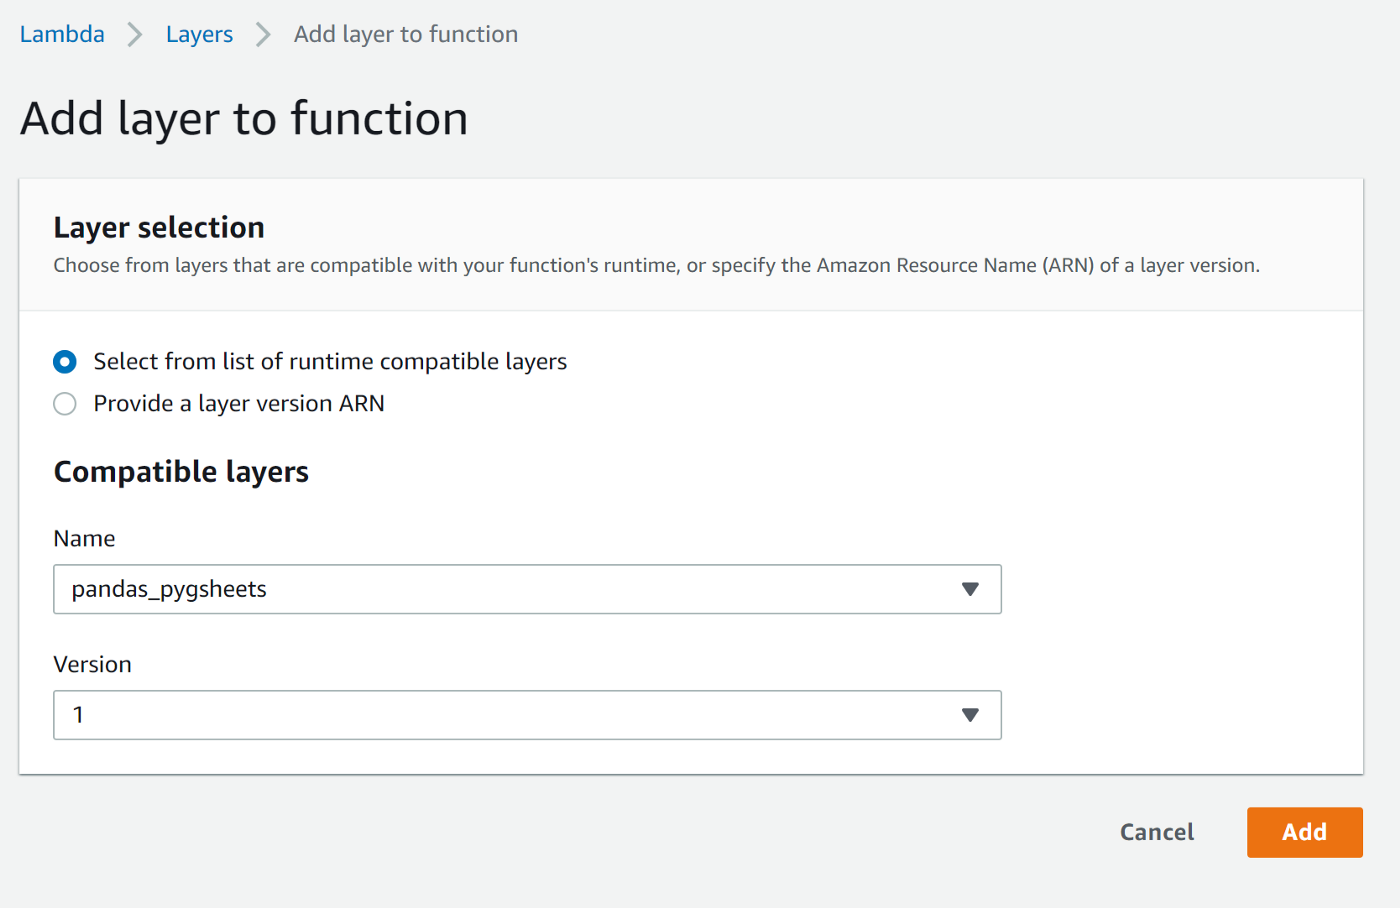 Lambda Layers Add layer to function
Add layer to function
Layer selection
Choose from layers that are compatible with your function's runtime, or specify the Amazon Resource Name (ARN) of a layer version.
Select from list of runtime compatible layers
Provide a layer version ARN
Compatible layers
Name
pandas_pygsheets
Version
1
Cancel Add